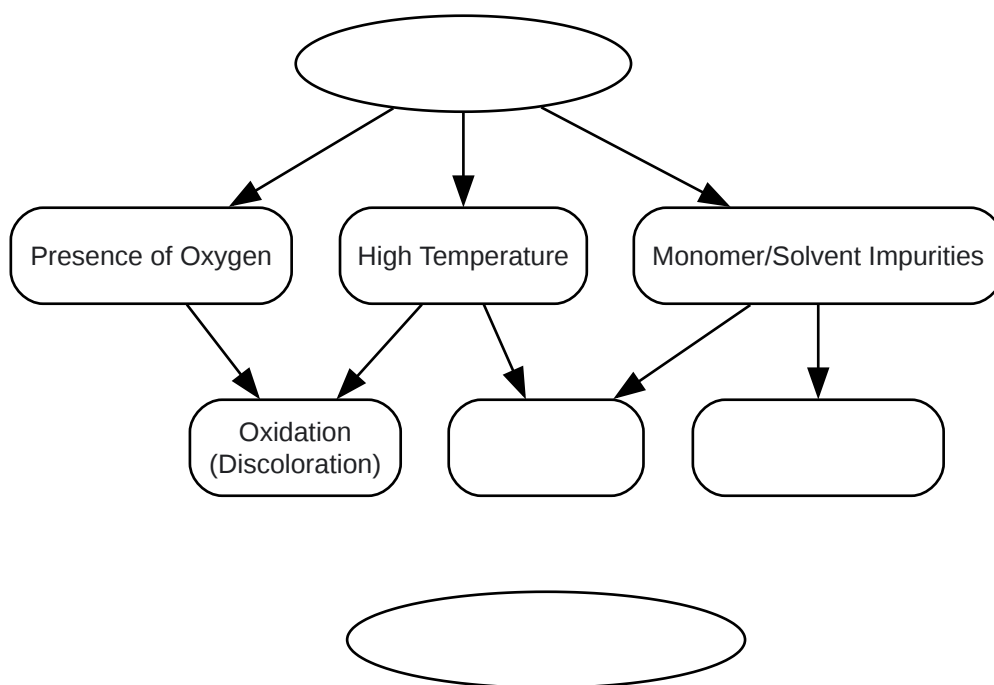 Presence of Oxygen
High Temperature
Monomer/Solvent Impurities
Oxidation
(Discoloration)